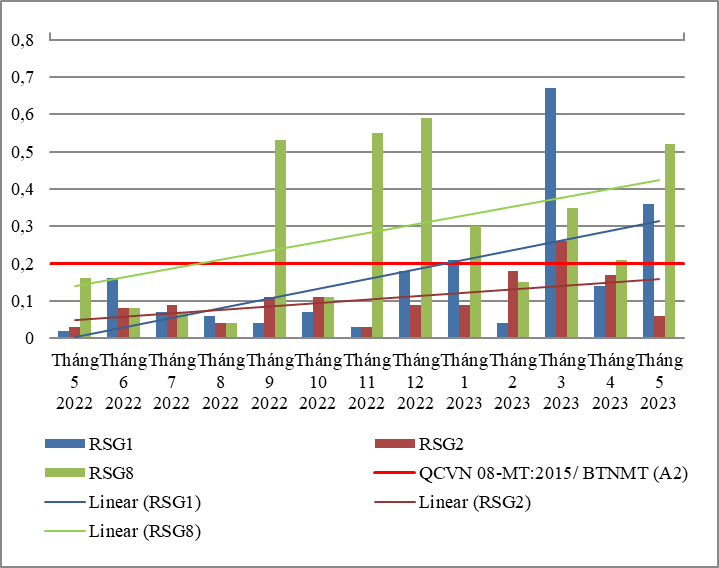 0,8
0,7
0,6
0,5
0,4
0,3
0,2
0,1
0
Tháng 5 2022
Tháng 6 2022
Tháng 7 2022
Tháng 8 2022
Tháng 9 2022
Tháng 10 2022
Tháng 11 2022
Tháng 12 2022
Tháng 1 2023
Tháng 2 2023
Tháng 3 2023
Tháng 4 2023
Tháng 5 2023
RSG1
RSG2
RSG8
QCVN 08-MT:2015/ BTNMT (A2)
Linear (RSG1)
Linear (RSG2)
Linear (RSG8)